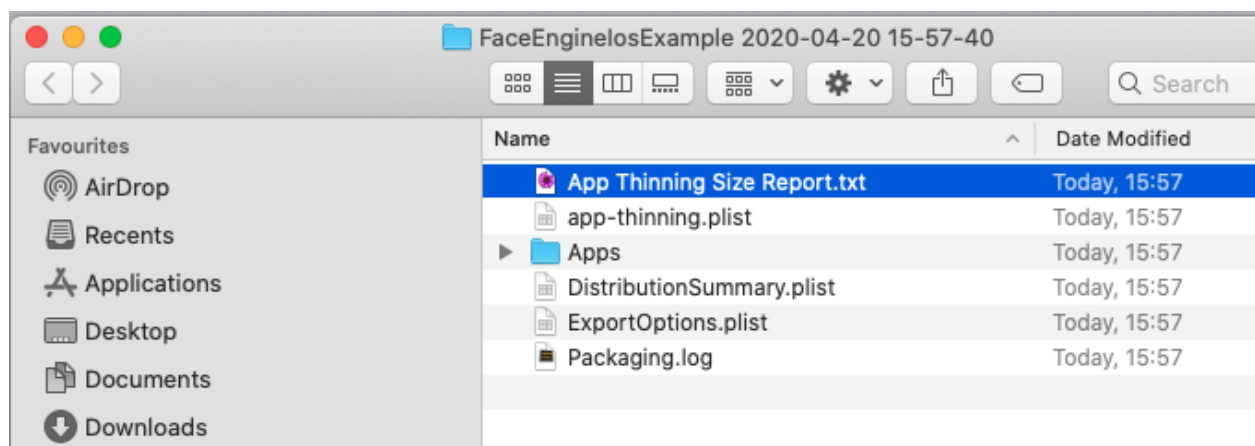 FaceEngineIosExample 2020-04-20 15-57-40
Search
Favourites
AirDrop
Recents
Applications
Desktop
Documents
Downloads
Name Date Modified
App Thinning Size Report.txt Today, 15:57
app-thinning.plist Today, 15:57
Apps Today, 15:57
DistributionSummary.plist Today, 15:57
ExportOptions.plist Today, 15:57
Packaging.log Today, 15:57